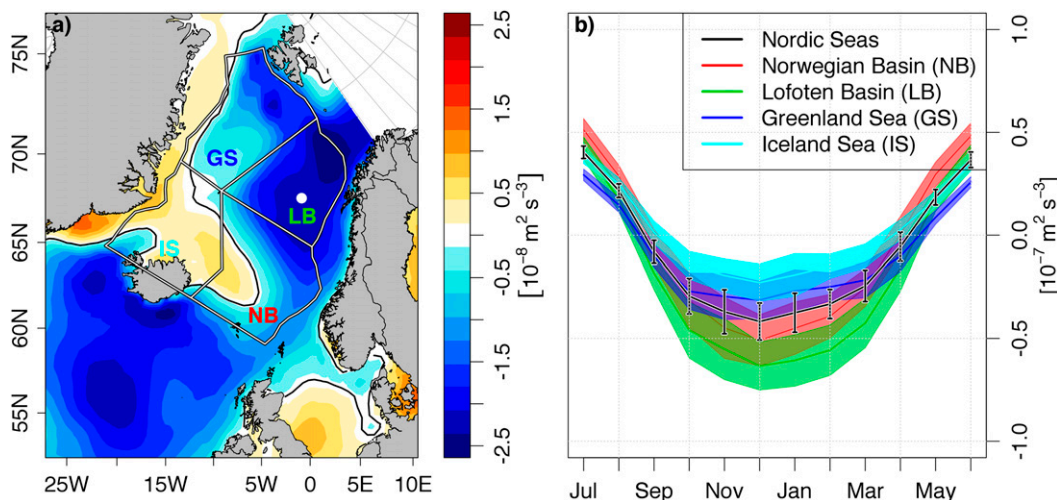 a)
75N
70N
65N
60N
55N
25W 15W 5W 0 5E 10E
GS
LB
IS
NB
2.5
1.5
0.5
-0.5
-1.5
-2.5
[10⁻⁸ m² s⁻³]
b)
Nordic Seas
Norwegian Basin (NB)
Lofoten Basin (LB)
Greenland Sea (GS)
Iceland Sea (IS)
1.0
0.5
0.0
-0.5
-1.0
[10⁻⁷ m² s⁻³]
Jul Sep Nov Jan Mar May